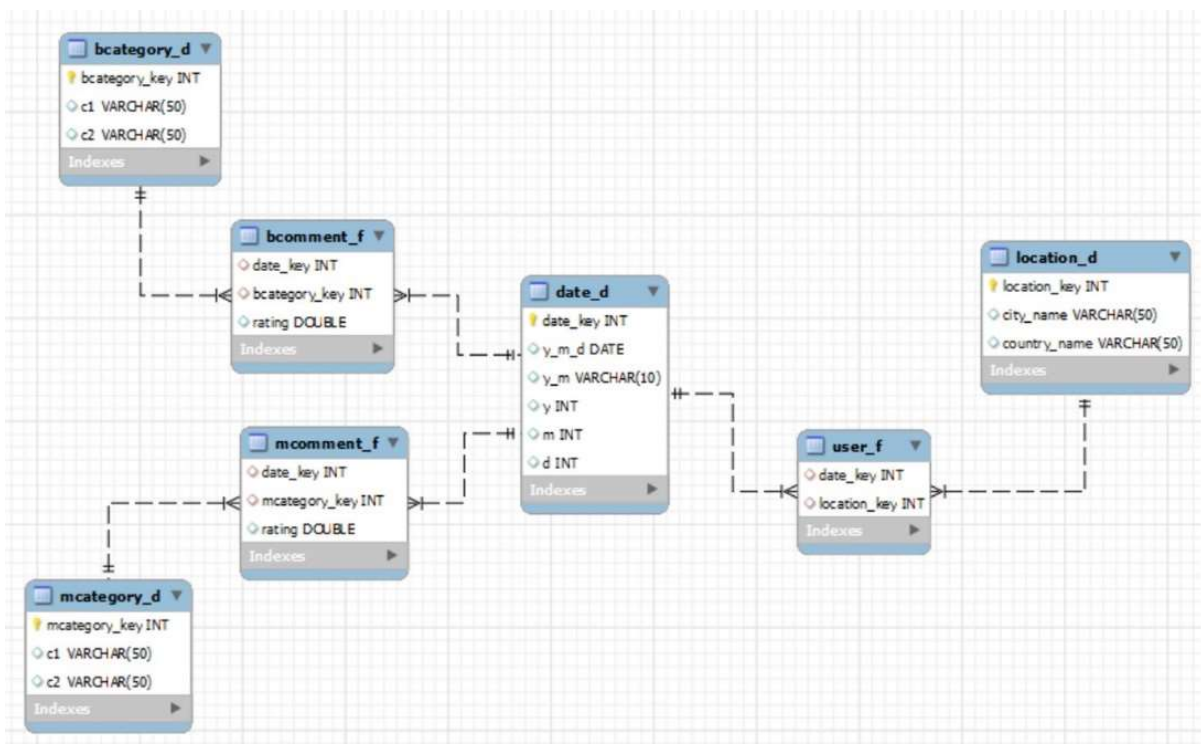 bcategory_d
bcategory_key INT
c1 VARCHAR(50)
c2 VARCHAR(50)
Indexes
bcomment_f
date_key INT
bcategory_key INT
rating DOUBLE
Indexes
date_d
date_key INT
y_m_d DATE
y_m VARCHAR(10)
y INT
m INT
d INT
Indexes
location_d
location_key INT
city_name VARCHAR(50)
country_name VARCHAR(50)
Indexes
mcomment_f
date_key INT
mcategory_key INT
rating DOUBLE
Indexes
user_f
date_key INT
location_key INT
Indexes
mcategory_d
mcategory_key INT
c1 VARCHAR(50)
c2 VARCHAR(50)
Indexes